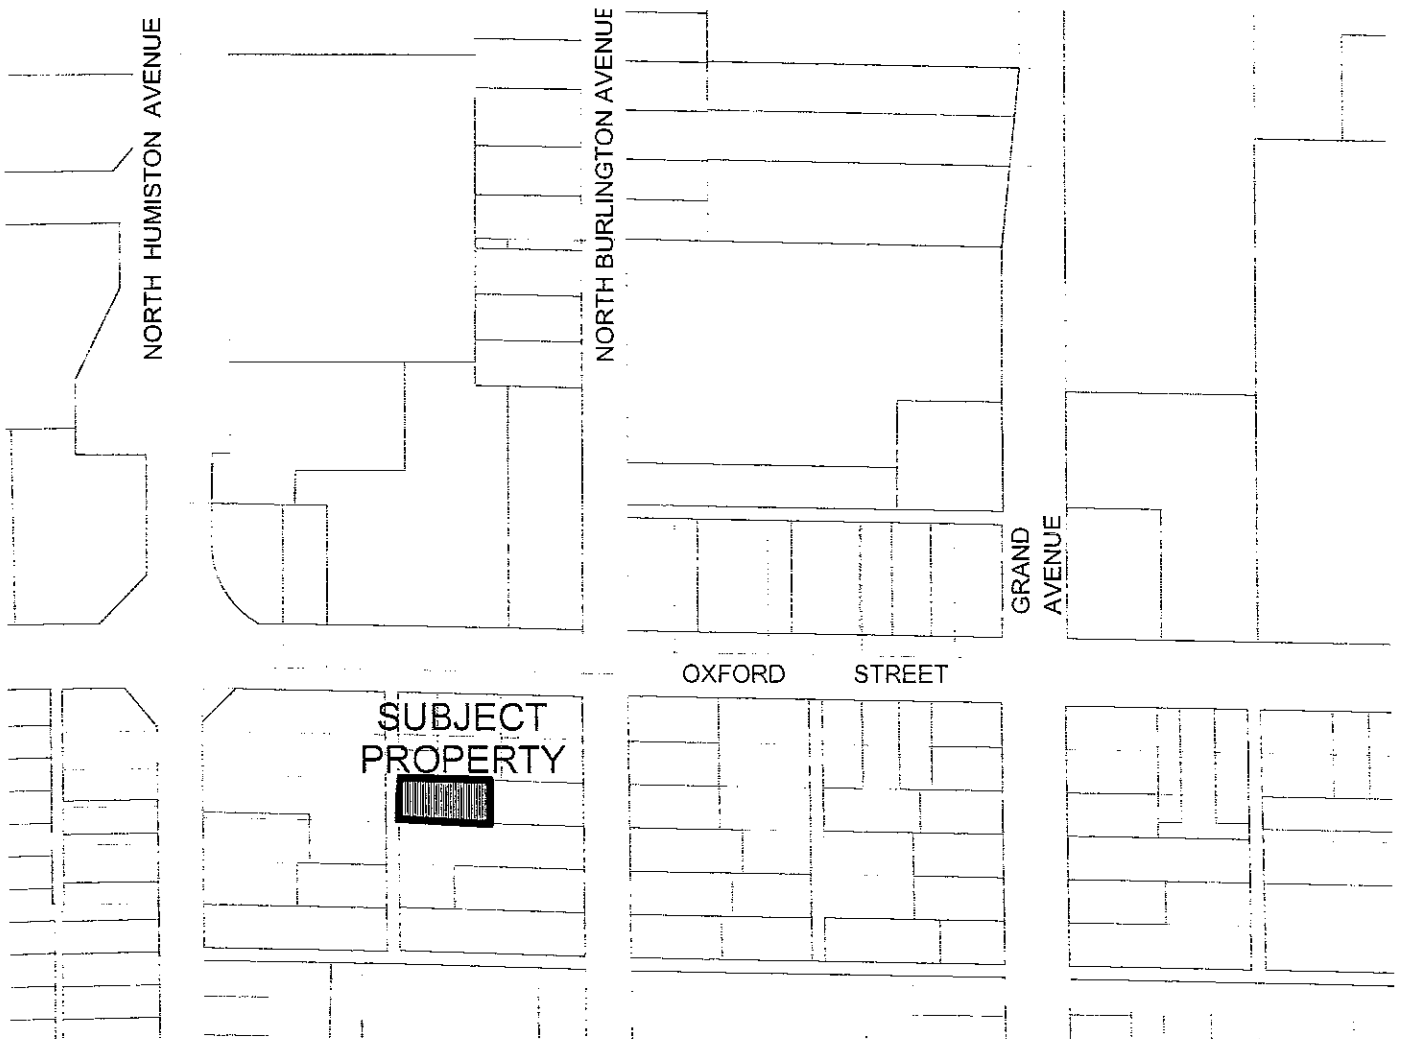 NORTH HUMISTON AVENUE
NORTH BURLINGTON AVENUE
GRAND
AVENUE
OXFORD STREET
SUBJECT
PROPERTY